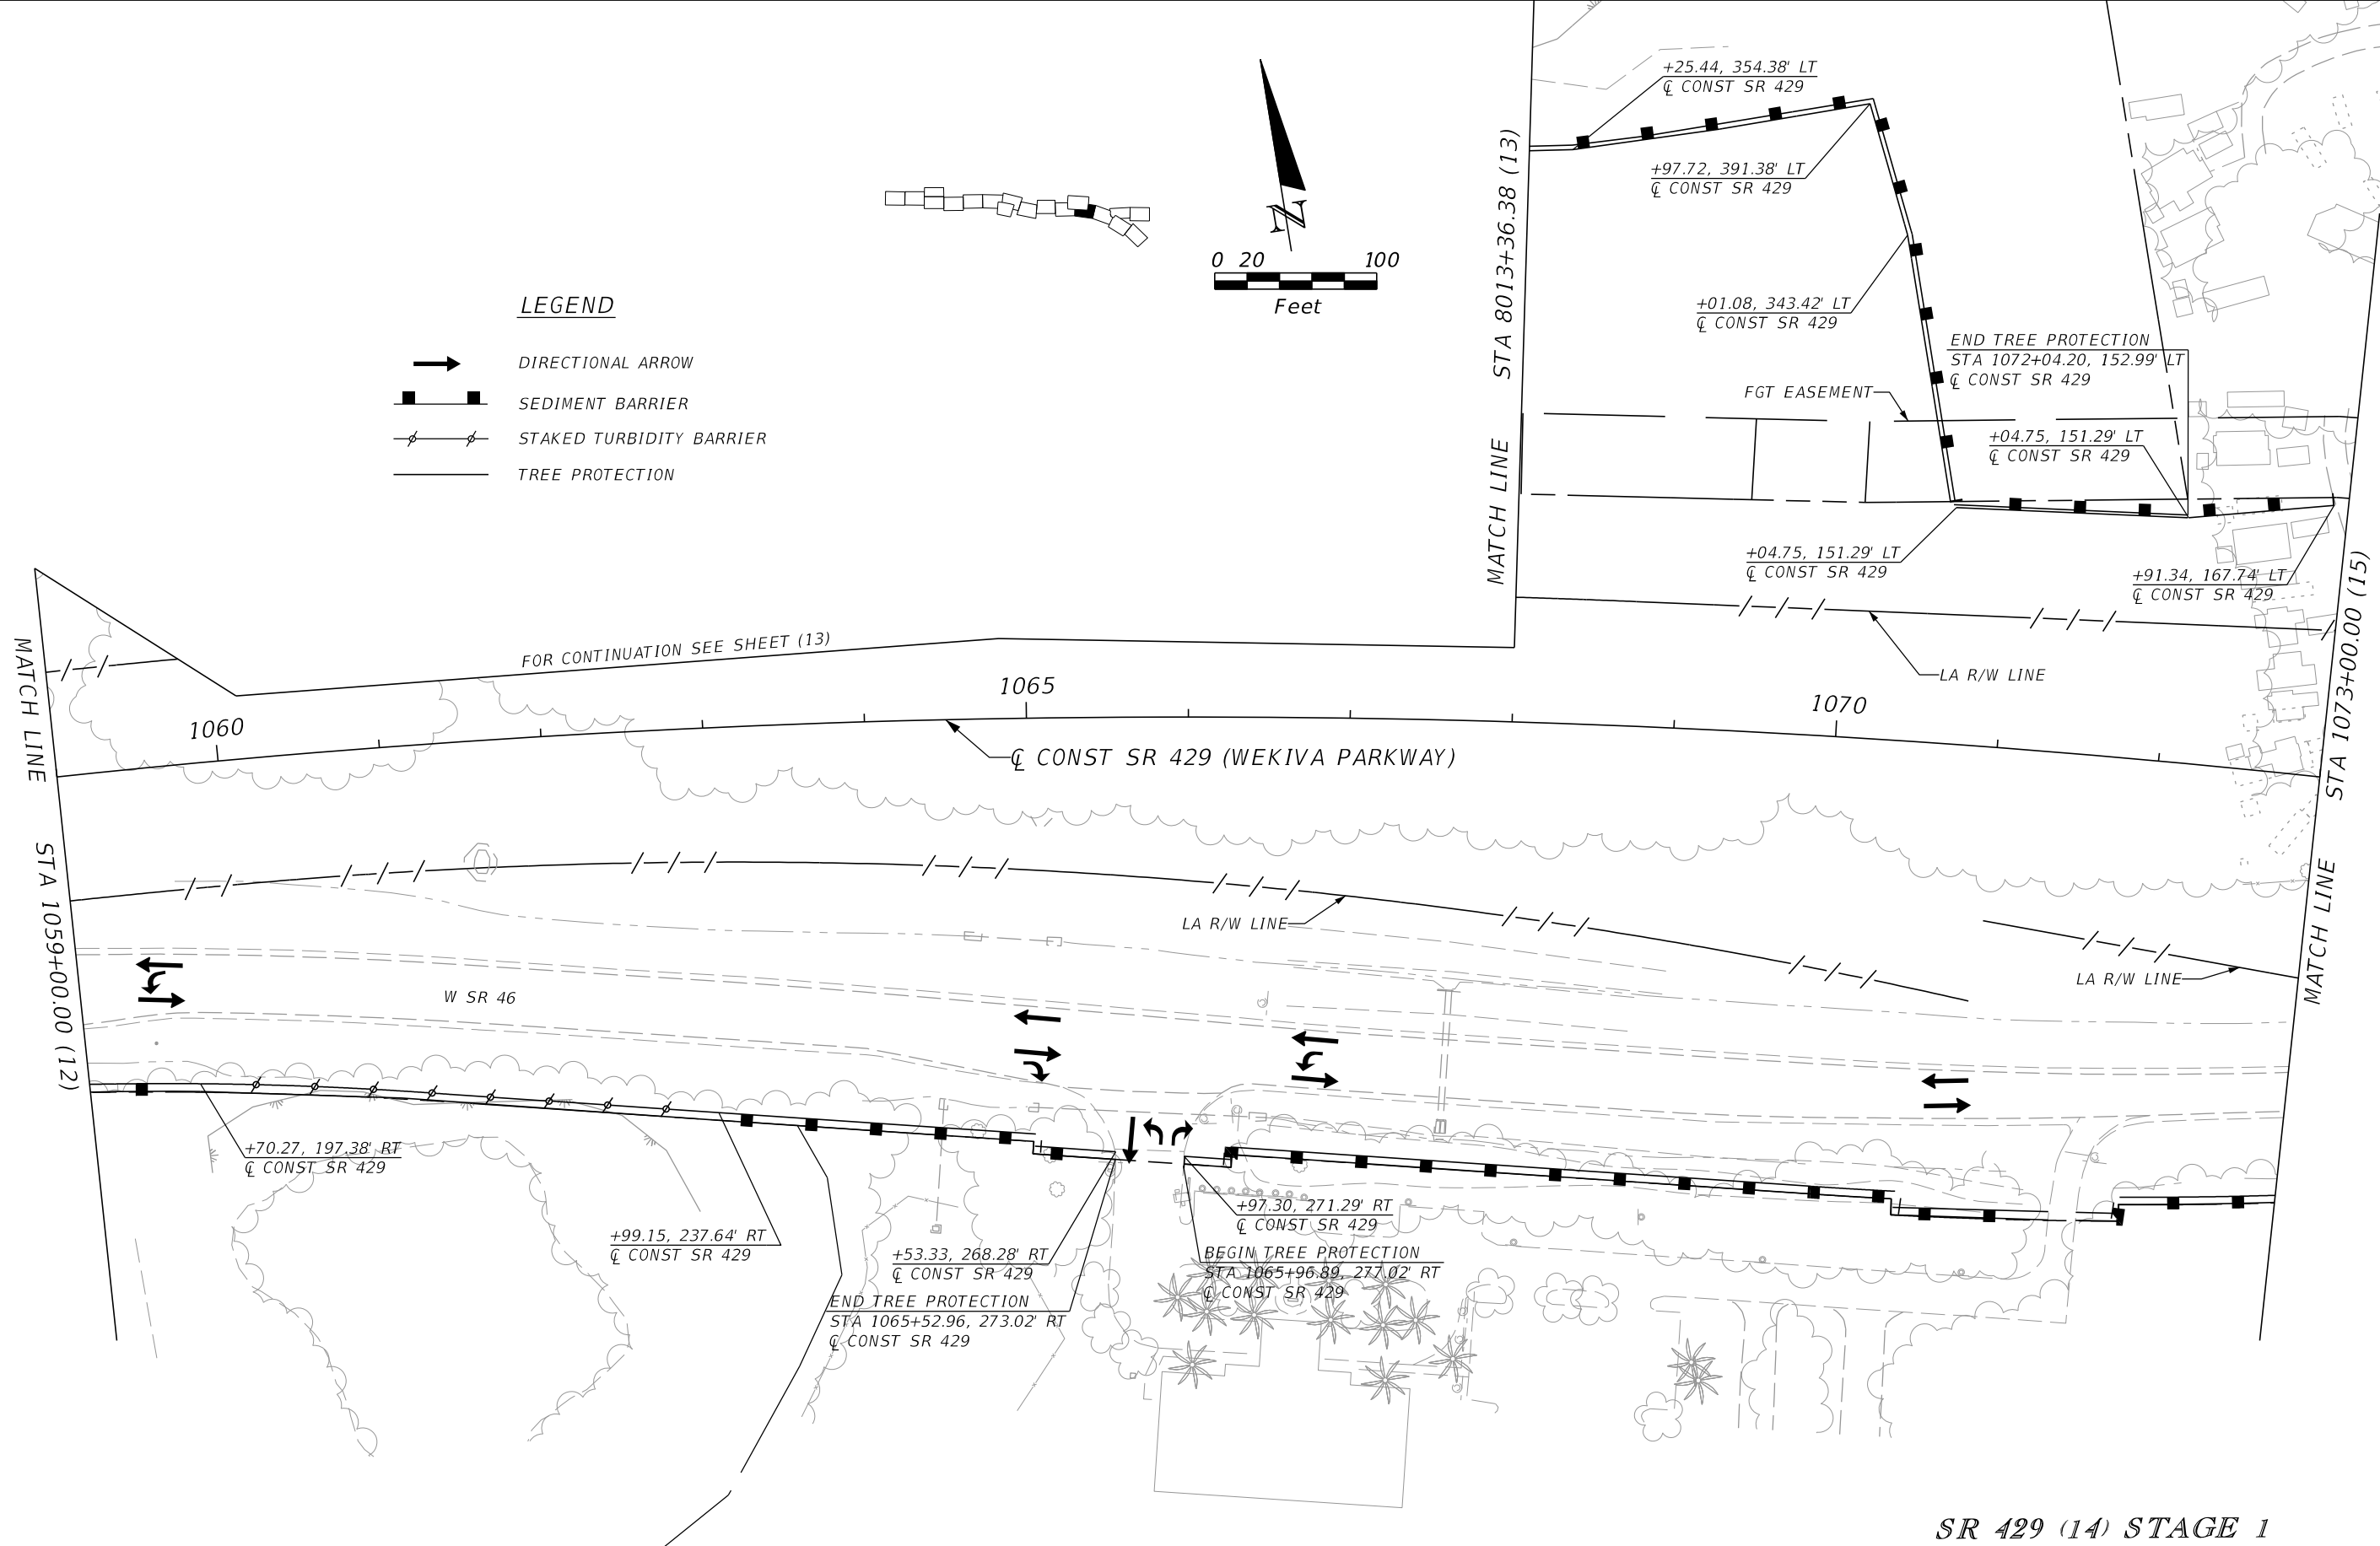 +25.44, 354.38' LT
℄ CONST SR 429
+97.72, 391.38' LT
℄ CONST SR 429
STA 8013+36.38 (13)
MATCH LINE
N
0 20 100
Feet
LEGEND
DIRECTIONAL ARROW
SEDIMENT BARRIER
STAKED TURBIDITY BARRIER
TREE PROTECTION
+01.08, 343.42' LT
℄ CONST SR 429
END TREE PROTECTION
STA 1072+04.20, 152.99' LT
℄ CONST SR 429
FGT EASEMENT
+04.75, 151.29' LT
℄ CONST SR 429
+04.75, 151.29' LT
℄ CONST SR 429
+91.34, 167.74' LT
℄ CONST SR 429
STA 1073+00.00 (15)
MATCH LINE
LA R/W LINE
FOR CONTINUATION SEE SHEET (13)
MATCH LINE
STA 1059+00.00 (12)
1060
1065
1070
℄ CONST SR 429 (WEKIVA PARKWAY)
LA R/W LINE
LA R/W LINE
W SR 46
+70.27, 197.38' RT
℄ CONST SR 429
+99.15, 237.64' RT
℄ CONST SR 429
+53.33, 268.28' RT
℄ CONST SR 429
END TREE PROTECTION
STA 1065+52.96, 273.02' RT
℄ CONST SR 429
+97.30, 271.29' RT
℄ CONST SR 429
BEGIN TREE PROTECTION
STA 1065+96.89, 277.02' RT
℄ CONST SR 429
SR 429 (14) STAGE 1